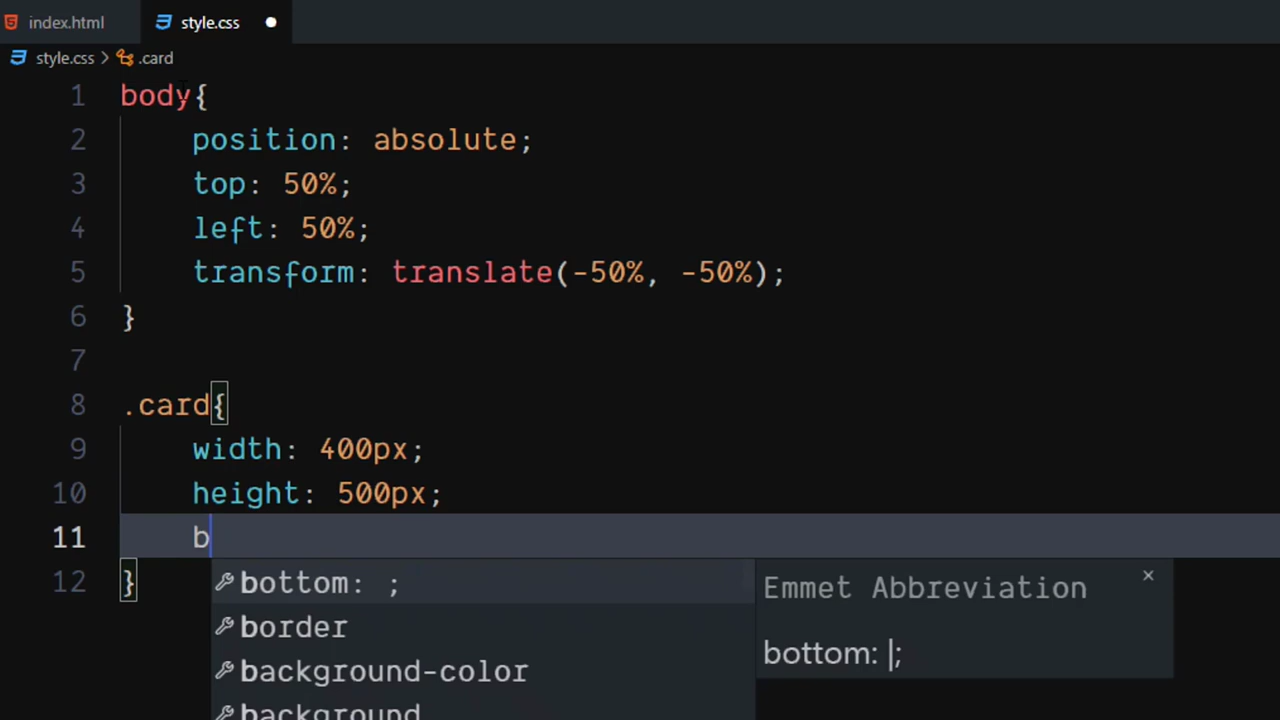 index.html style.css
style.css > .card
1 body{
2 position: absolute;
3 top: 50%;
4 left: 50%;
5 transform: translate(-50%, -50%);
6 }
7
8 .card{
9 width: 400px;
10 height: 500px;
11 b
12 }
bottom: ;
border
background-color
background
Emmet Abbreviation ×
bottom: |;